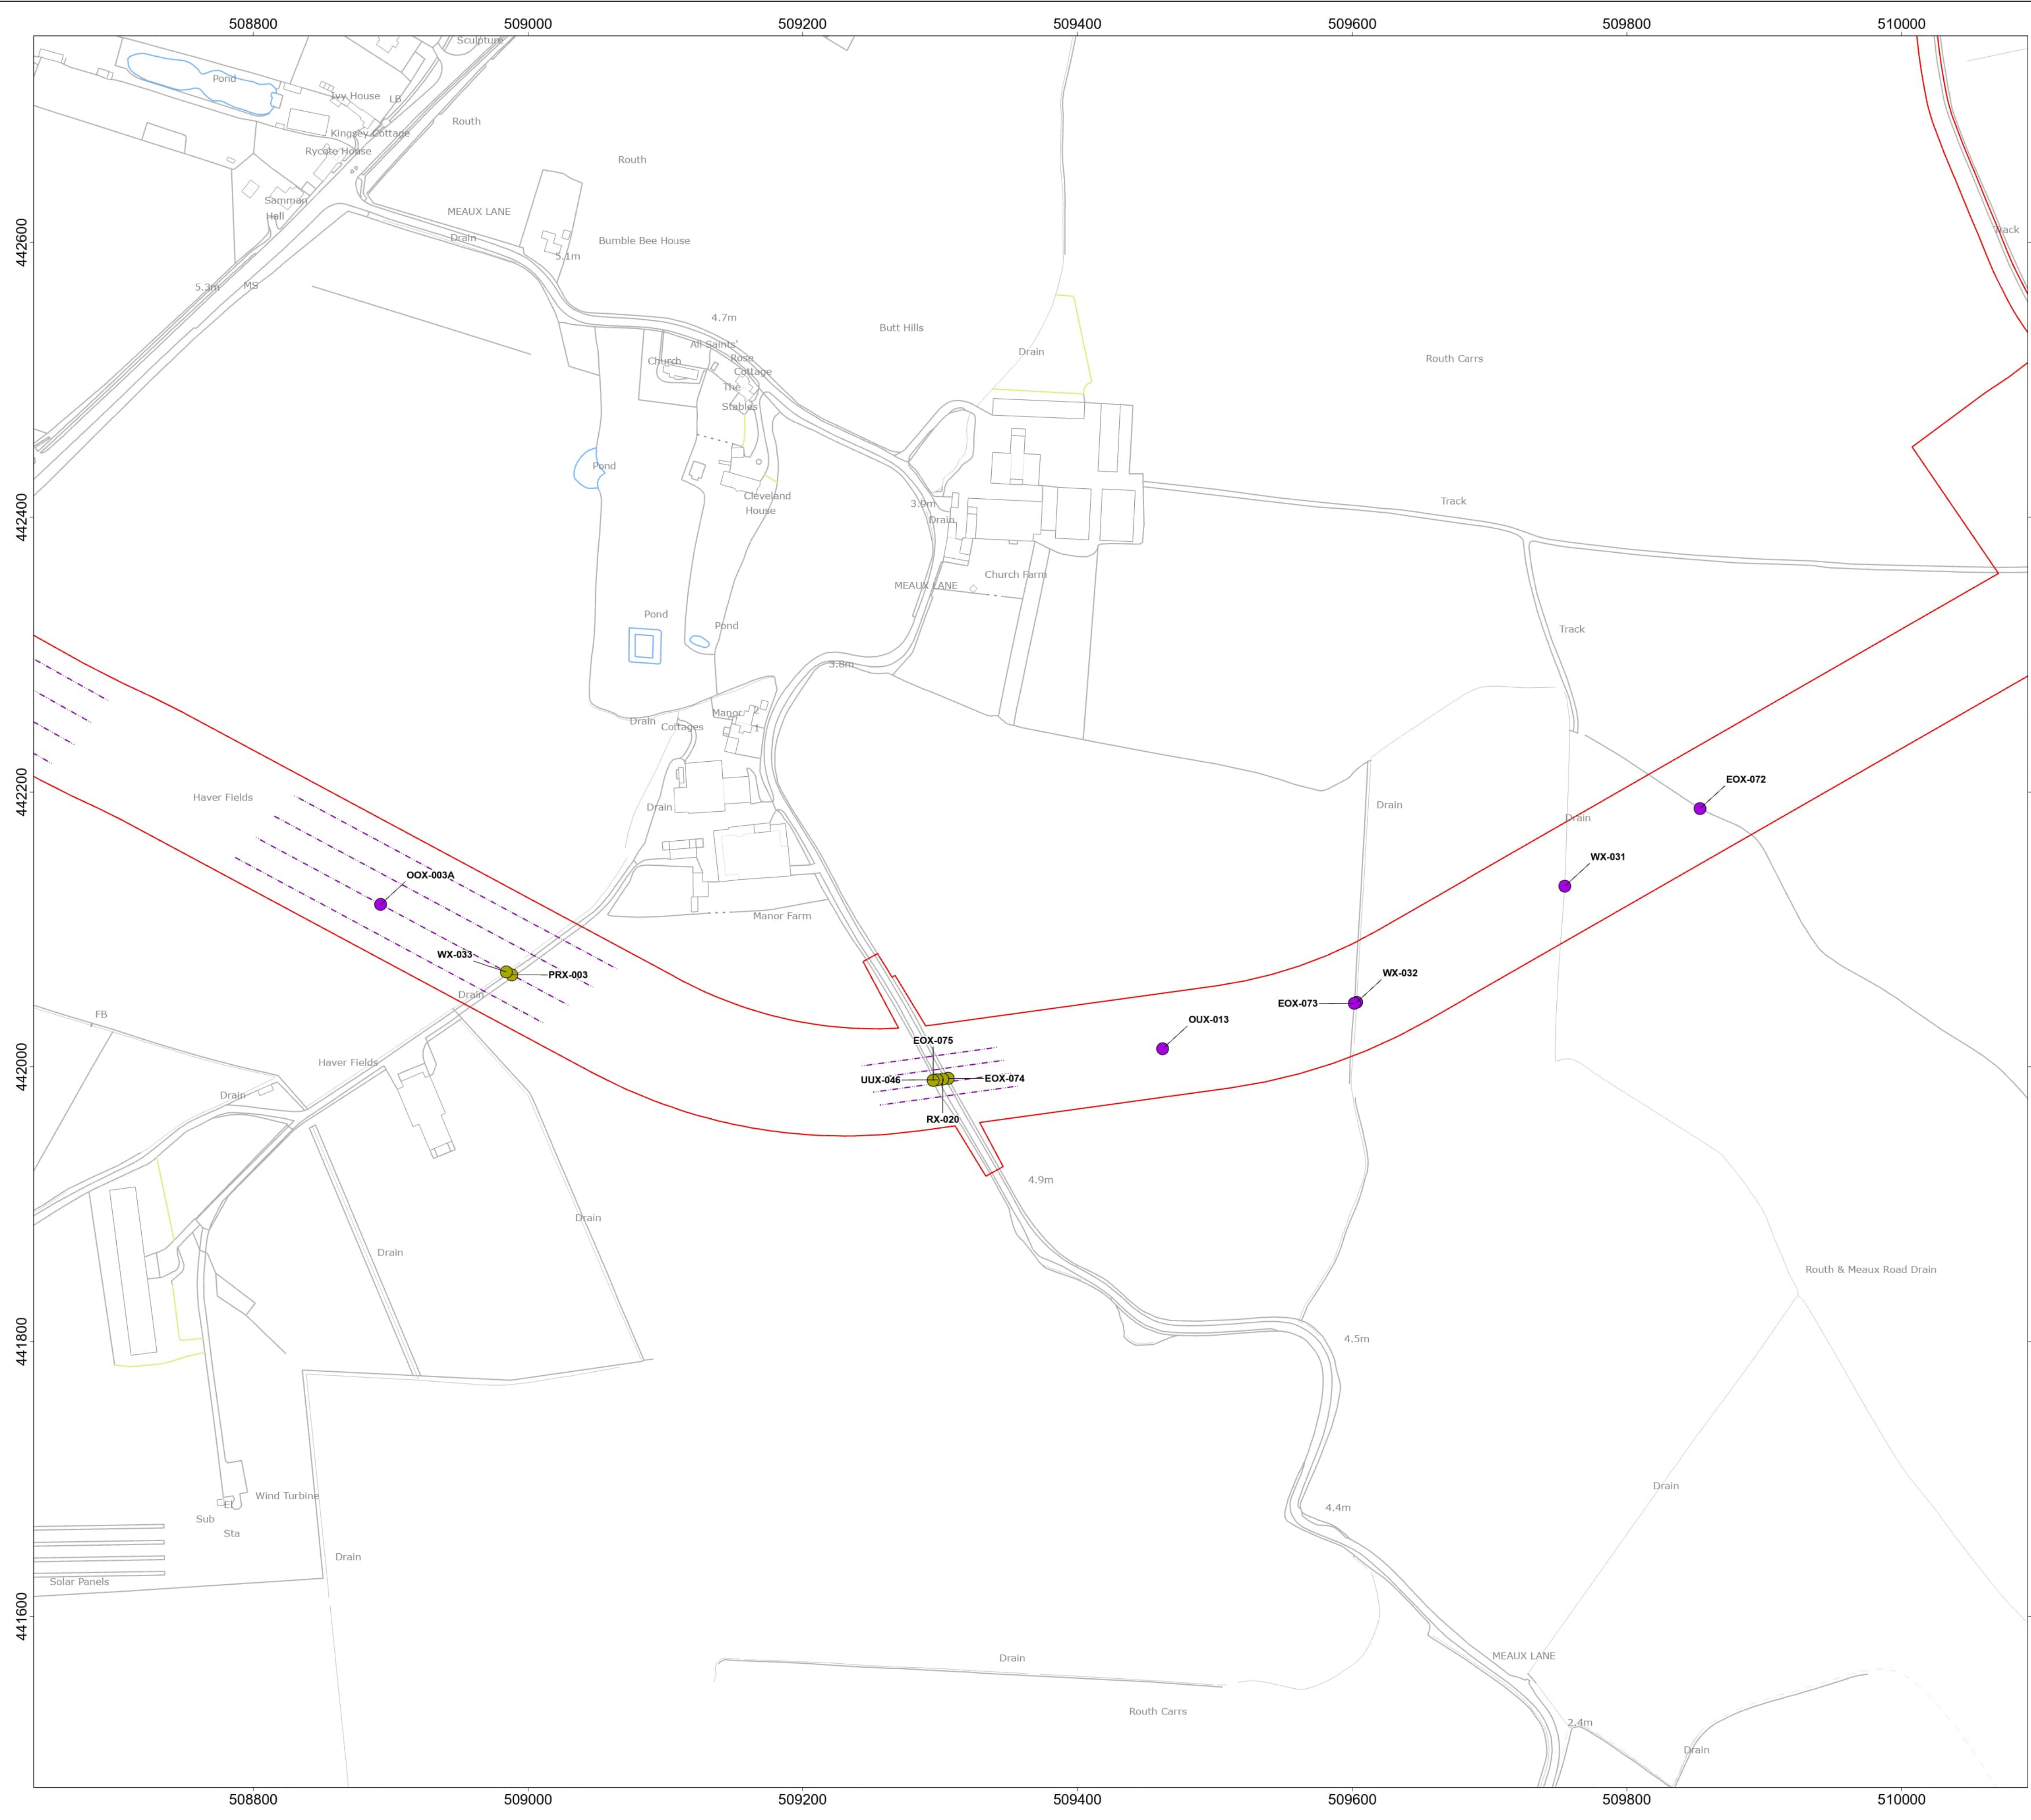 508800
509000
509200
509400
509600
509800
510000
Sculpture
Pond
Ivy House
LB
Kingsey Cottage
Routh
Rycote House
Routh
Samman
Hall
MEAUX LANE
442600
Drain
Bumble Bee House
Track
5.1m
5.3m
MS
4.7m
Butt Hills
All Saints'
Drain
Routh Carrs
Church
Rose
Cottage
The
Stables
Pond
Cleveland
House
3.9m
Track
442400
Drain
Church Farm
MEAUX LANE
Pond
Pond
Track
3.8m
Manor
2
Drain
Cottages
1
EOX-072
442200
Haver Fields
Drain
Drain
Drain
WX-031
OOX-003A
Manor Farm
WX-033
PRX-003
WX-032
Drain
EOX-073
FB
OUX-013
EOX-075
442000
Haver Fields
UUX-046
EOX-074
Drain
RX-020
4.9m
Drain
Drain
Routh & Meaux Road Drain
441800
4.5m
Drain
Wind Turbine
El
4.4m
Sub
Sta
Drain
Solar Panels
441600
Drain
MEAUX LANE
Routh Carrs
2.4m
Drain
508800
509000
509200
509400
509600
509800
510000